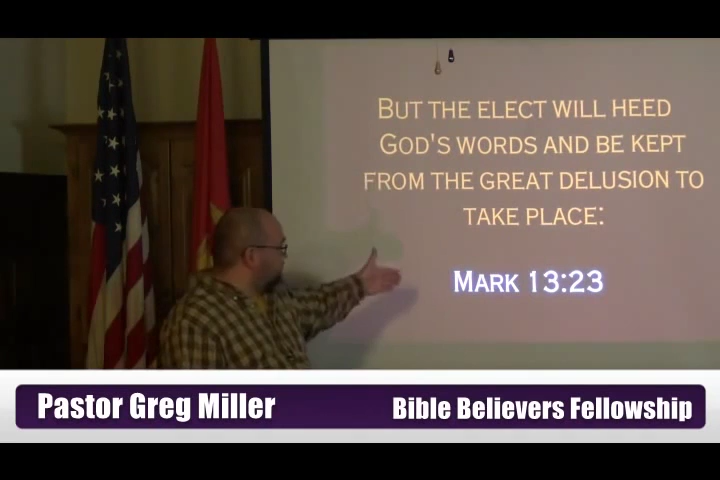 BUT THE ELECT WILL HEED
GOD'S WORDS AND BE KEPT
FROM THE GREAT DELUSION TO
TAKE PLACE:
MARK 13:23
Pastor Greg Miller
Bible Believers Fellowship